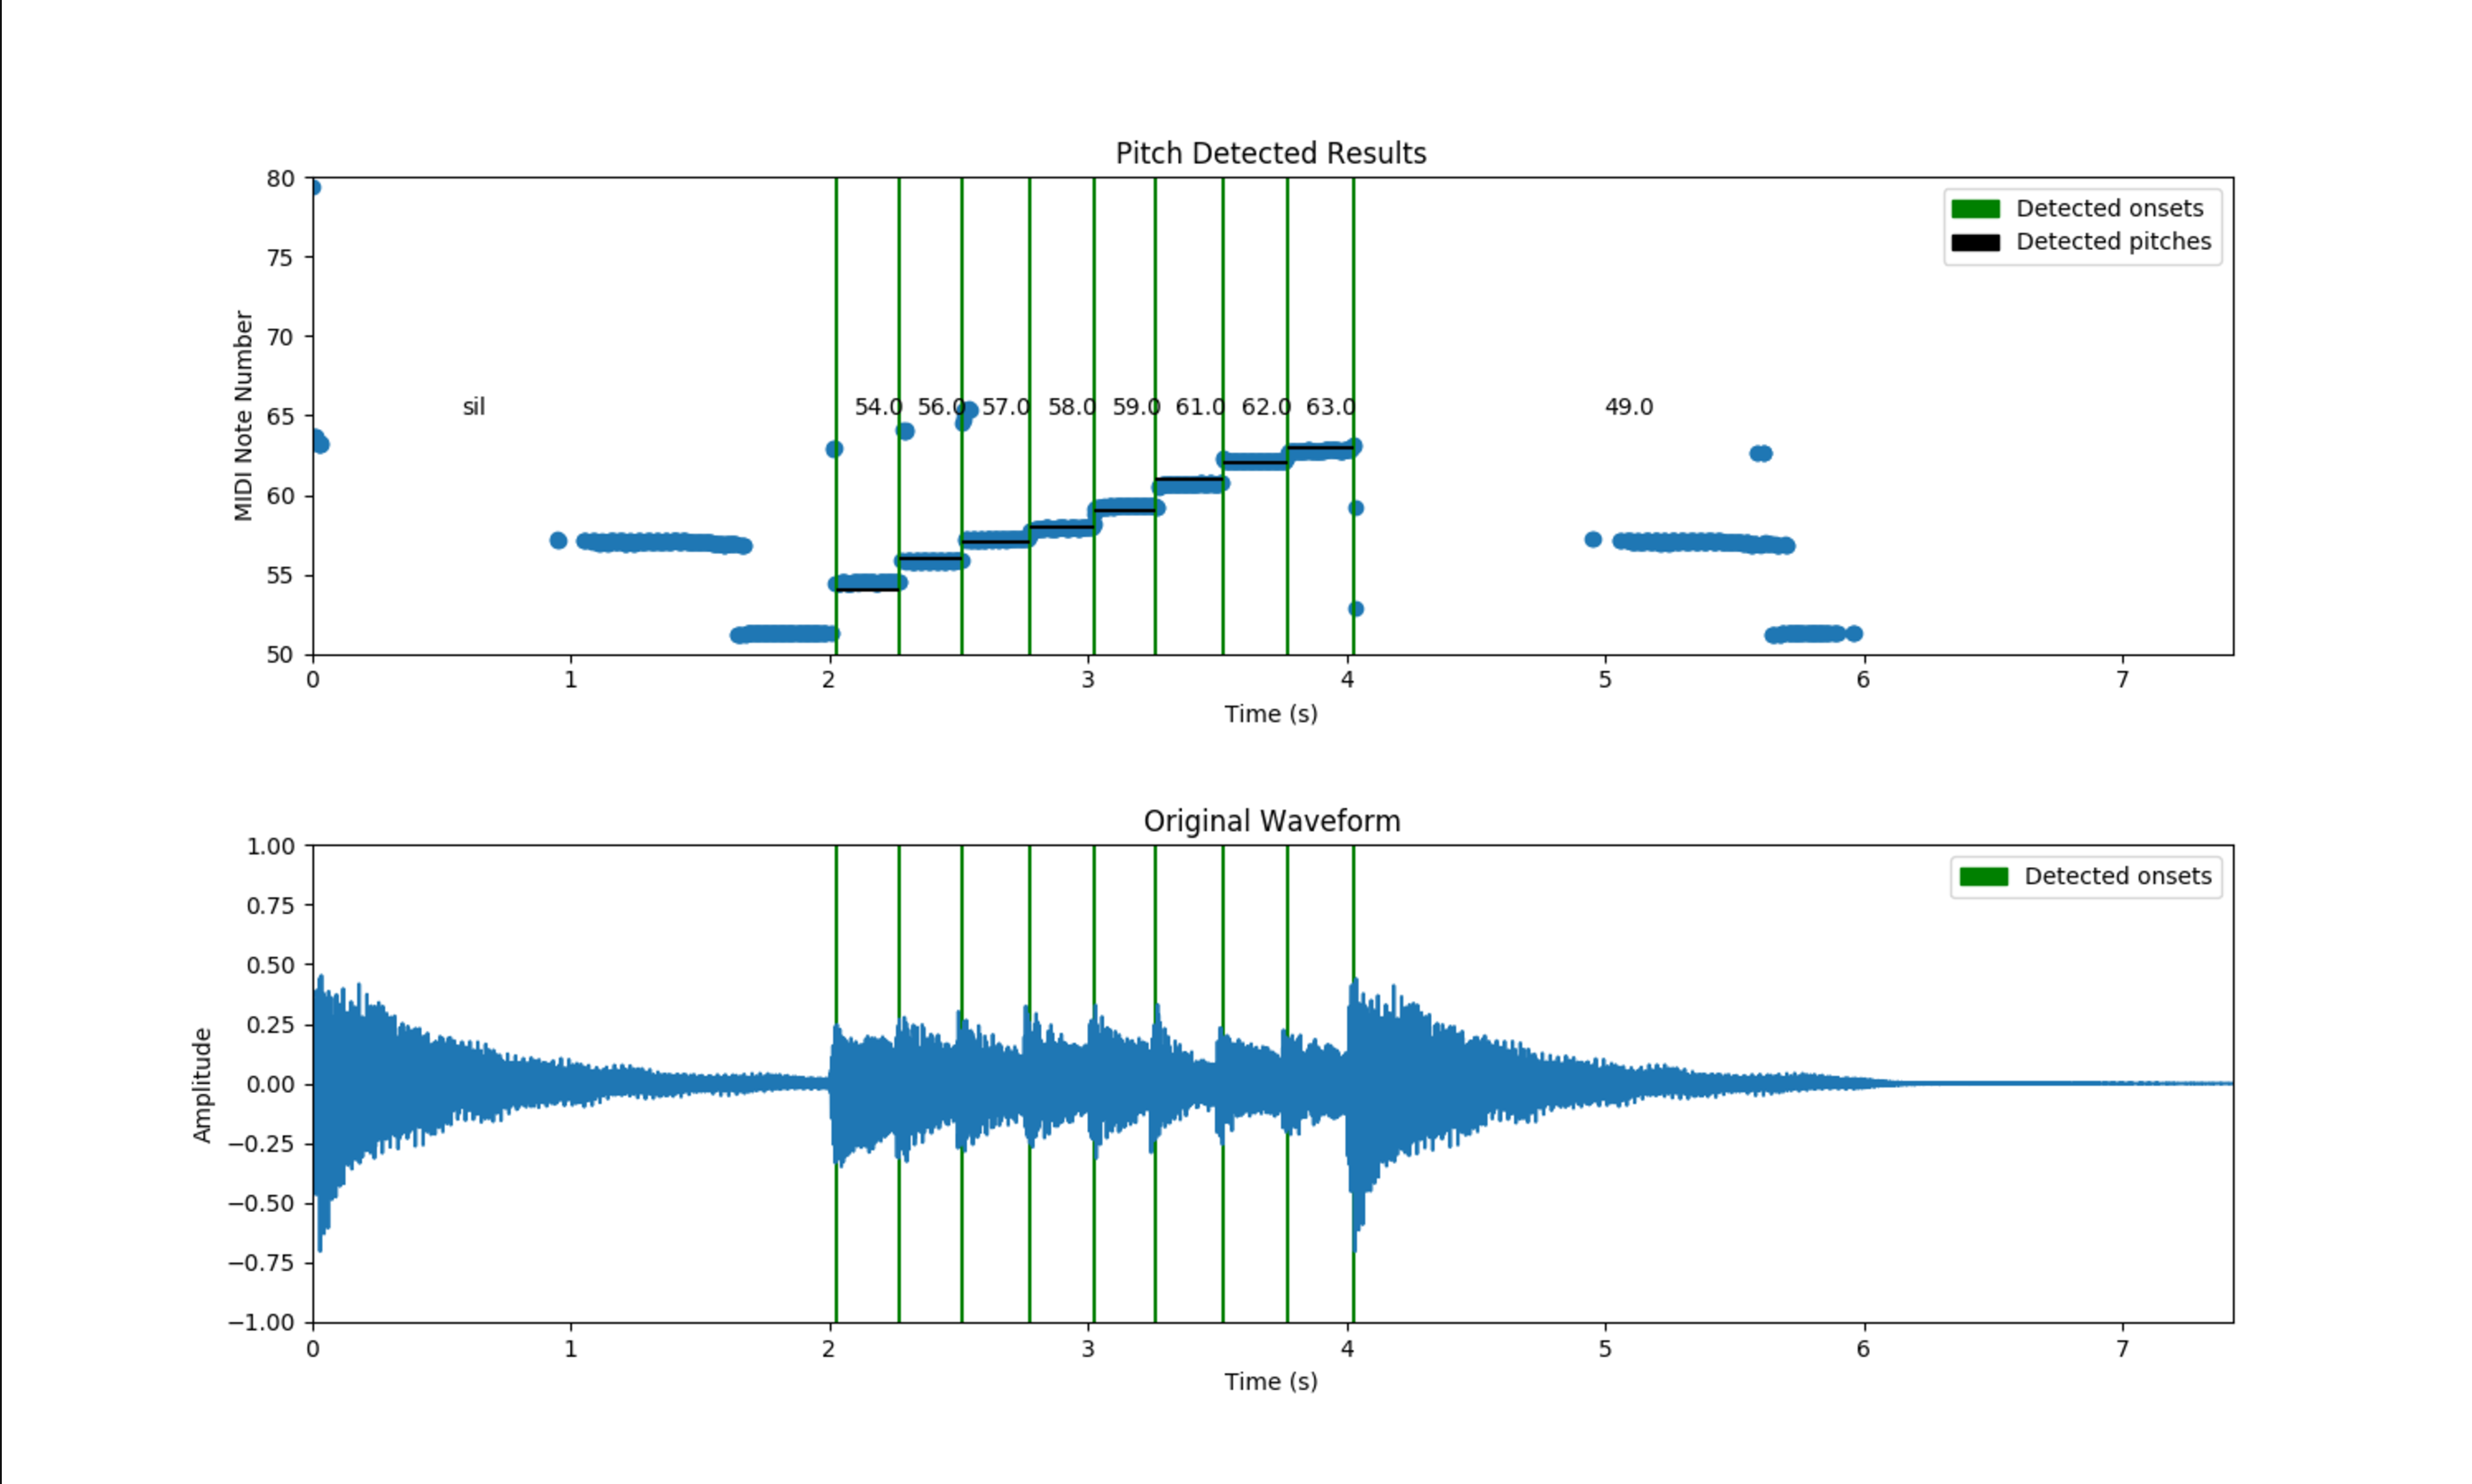 Pitch Detected Results
80
75
70
65
60
55
50
MIDI Note Number
Detected onsets
Detected pitches
sil
54.0
56.0
57.0
58.0
59.0
61.0
62.0
63.0
49.0
0 1 2 3 4 5 6 7
Time (s)
Original Waveform
1.00
0.75
0.50
0.25
0.00
−0.25
−0.50
−0.75
−1.00
Amplitude
Detected onsets
0 1 2 3 4 5 6 7
Time (s)